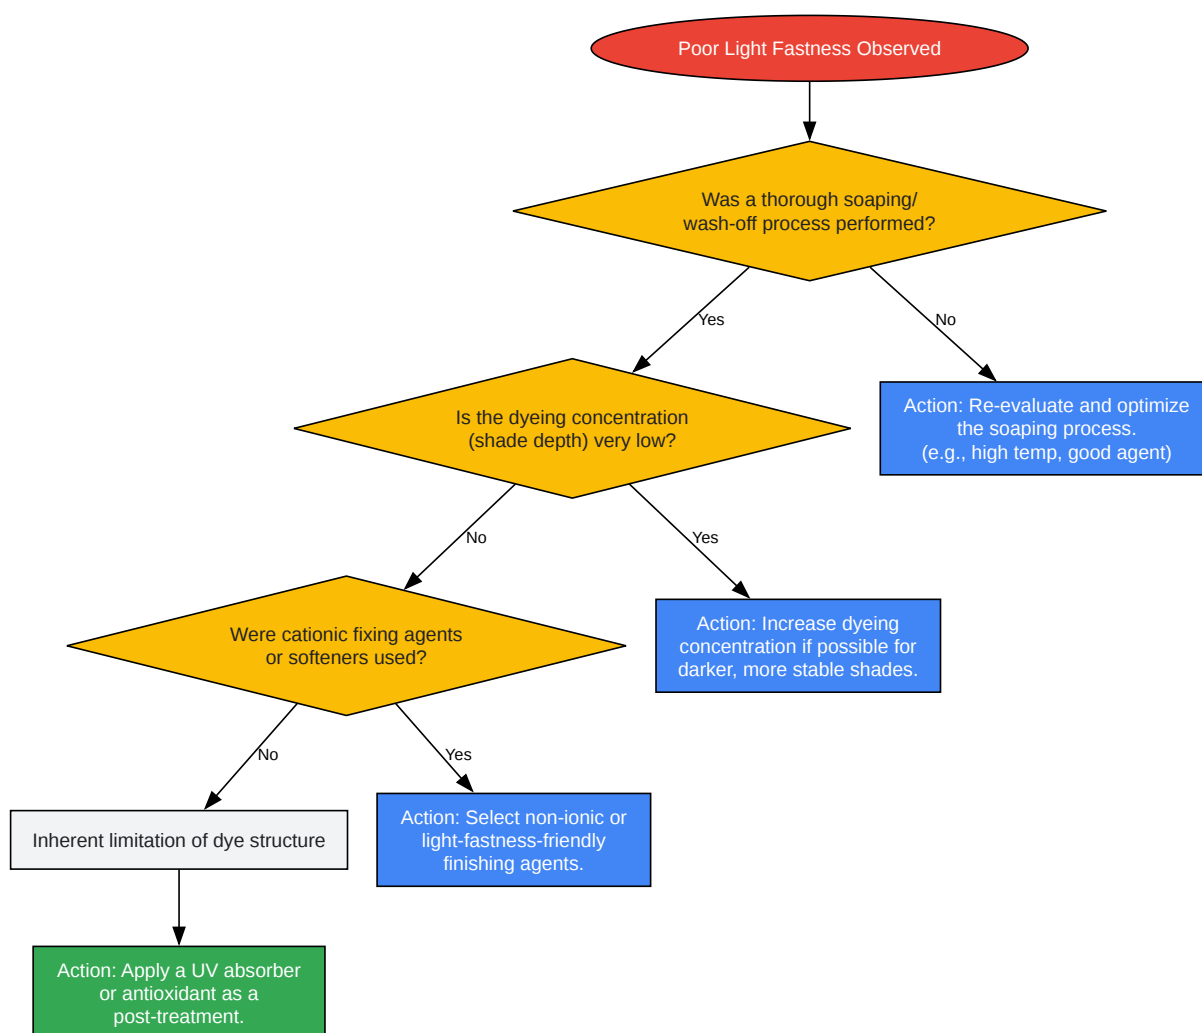 Poor Light Fastness Observed
Was a thorough soaping/
wash-off process performed?
Yes
No
Is the dyeing concentration
(shade depth) very low?
Action: Re-evaluate and optimize
the soaping process.
(e.g., high temp, good agent)
No
Yes
Were cationic fixing agents
or softeners used?
Action: Increase dyeing
concentration if possible for
darker, more stable shades.
No
Yes
Inherent limitation of dye structure
Action: Select non-ionic or
light-fastness-friendly
finishing agents.
Action: Apply a UV absorber
or antioxidant as a
post-treatment.